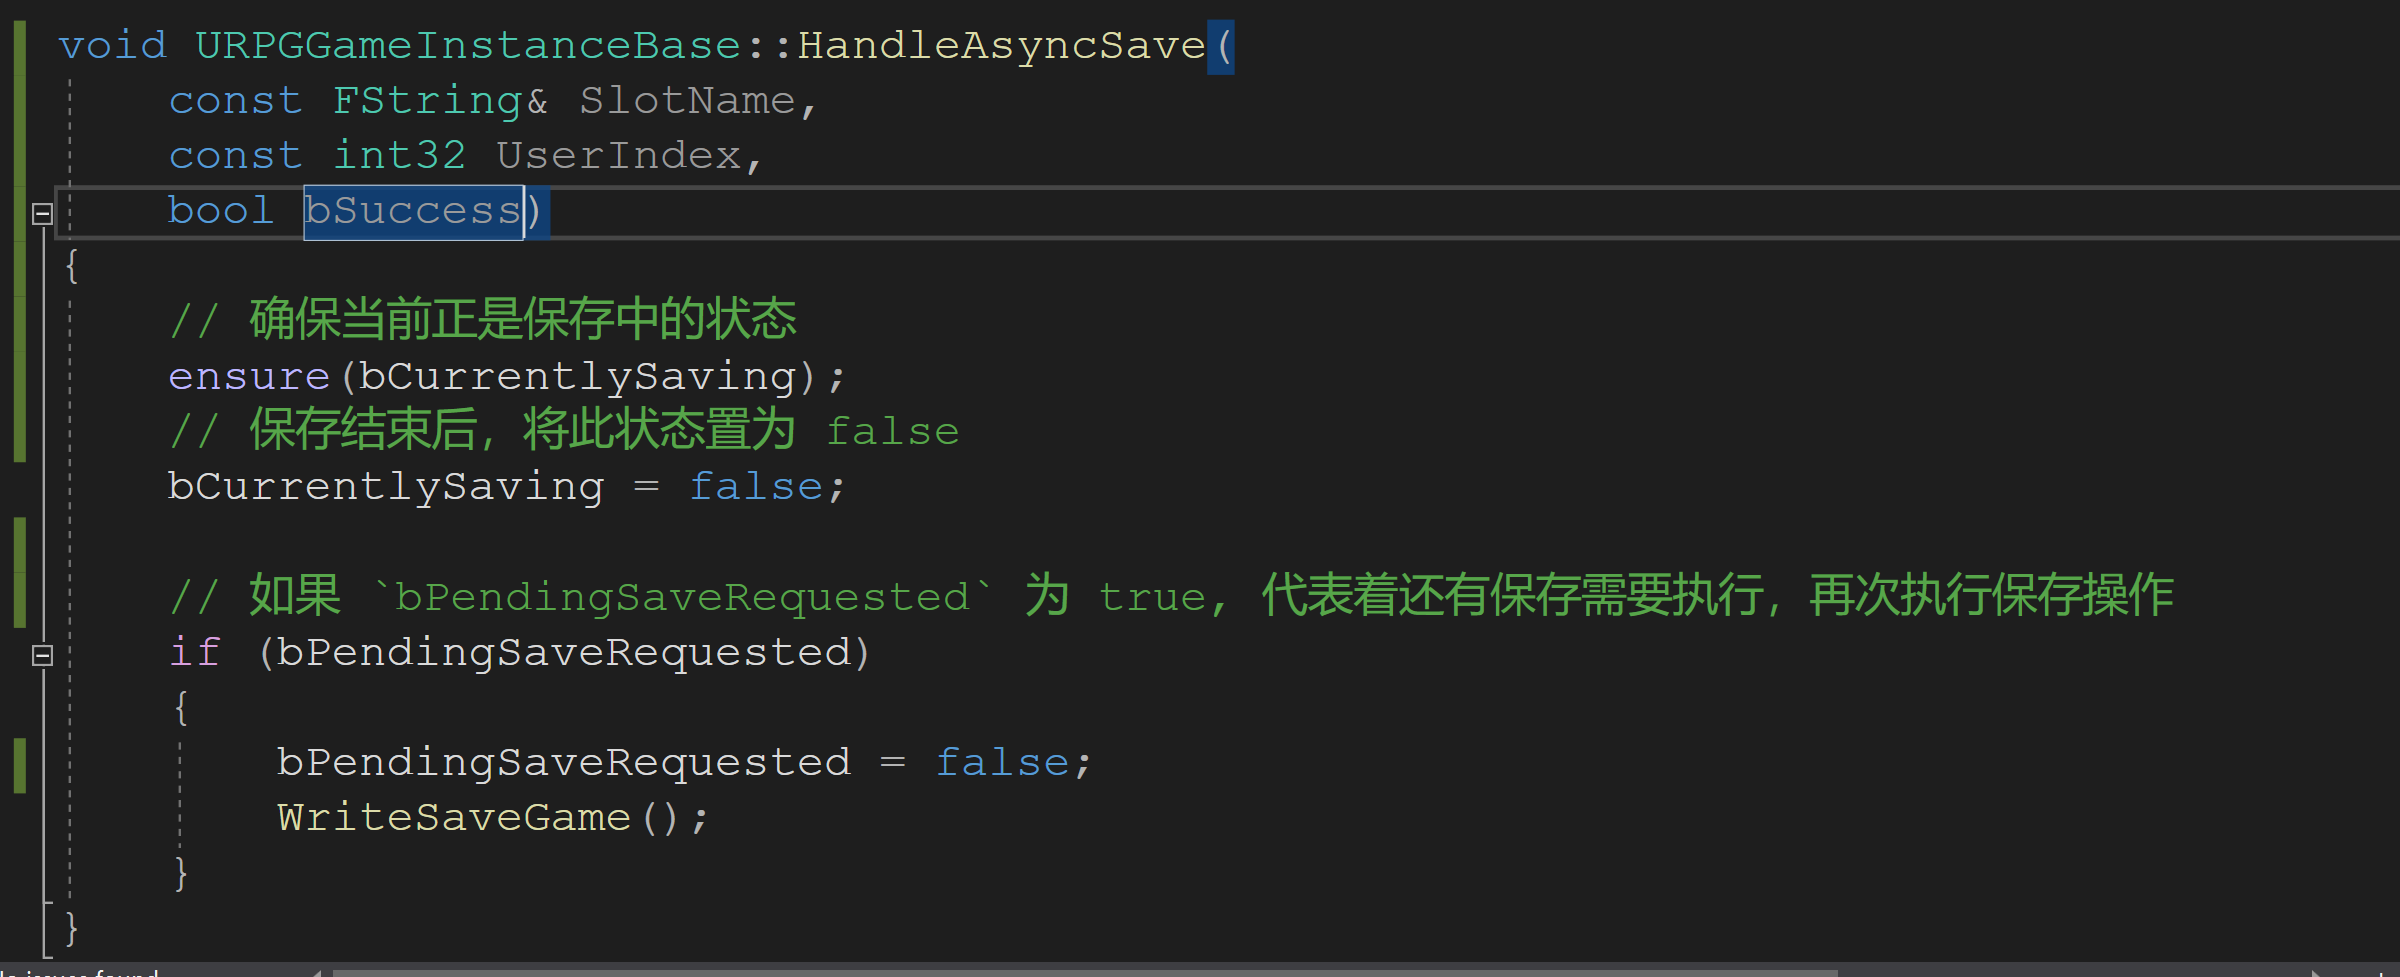 void URPGGameInstanceBase::HandleAsyncSave(
const FString& SlotName,
const int32 UserIndex,
bool bSuccess)
{
// 确保当前正是保存中的状态
ensure(bCurrentlySaving);
// 保存结束后，将此状态置为 false
bCurrentlySaving = false;
// 如果 `bPendingSaveRequested` 为 true, 代表着还有保存需要执行，再次执行保存操作
if (bPendingSaveRequested)
{
bPendingSaveRequested = false;
WriteSaveGame();
}
}
issues found